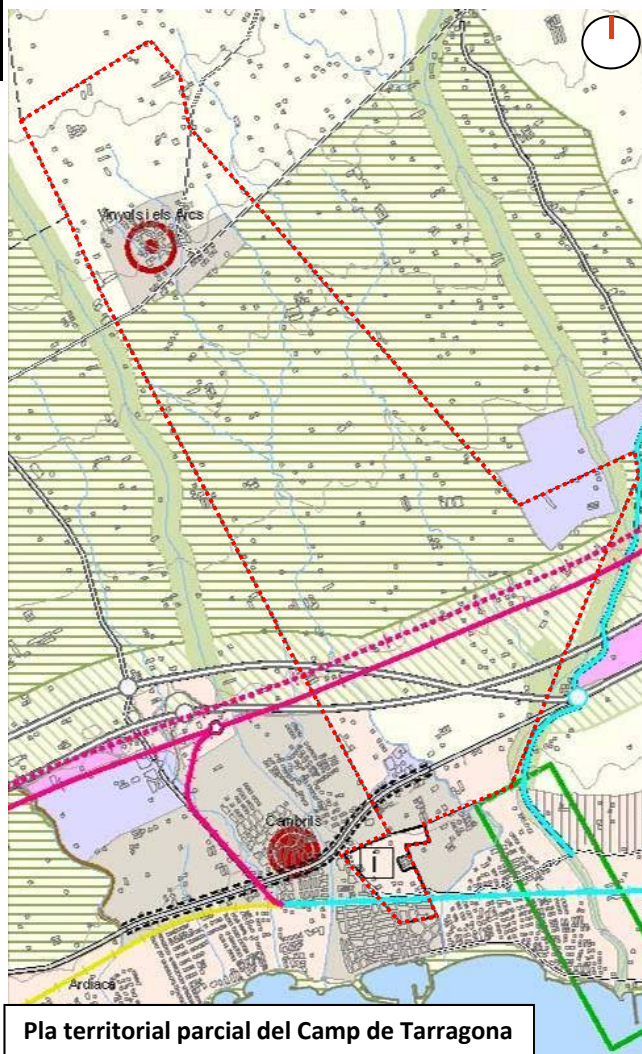 Vinyols i els Arcs
Cambrils
i
Ardiaca
Pla territorial parcial del Camp de Tarragona